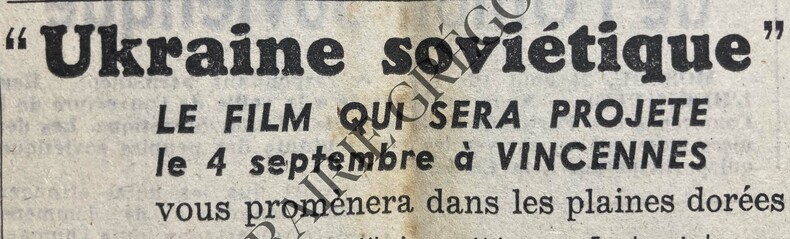 “Ukraine soviétique”
LE FILM QUI SERA PROJETE
le 4 septembre à VINCENNES
vous promènera dans les plaines dorées